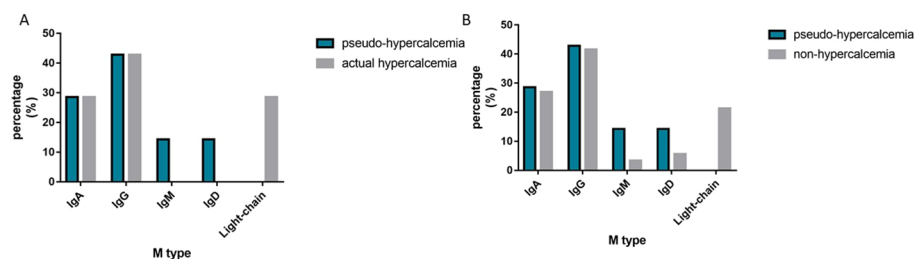 A
50
40
30
20
10
0
percentage
(%)
IgA
IgG
IgM
IgD
Light-chain
M type
pseudo-hypercalcemia
actual hypercalcemia
B
50
40
30
20
10
0
percentage
(%)
IgA
IgG
IgM
IgD
Light-chain
M type
pseudo-hypercalcemia
non-hypercalcemia